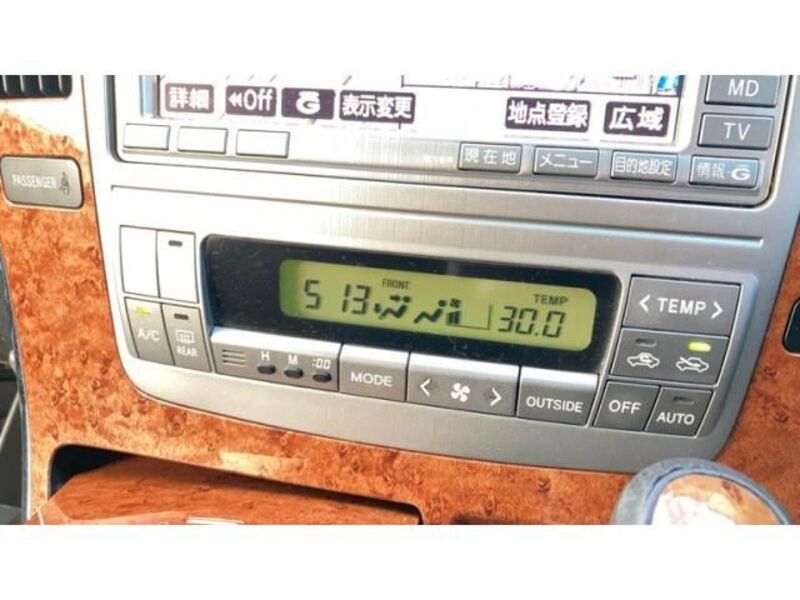 MD
詳細 ◀◀Off G 表示変更 地点登録 広域
TV
現在地 メニュー 目的地設定 情報・G
PASSENGER
FRONT TEMP
5 13 30.0
< TEMP >
A/C REAR
H M :00
MODE < > OUTSIDE OFF AUTO